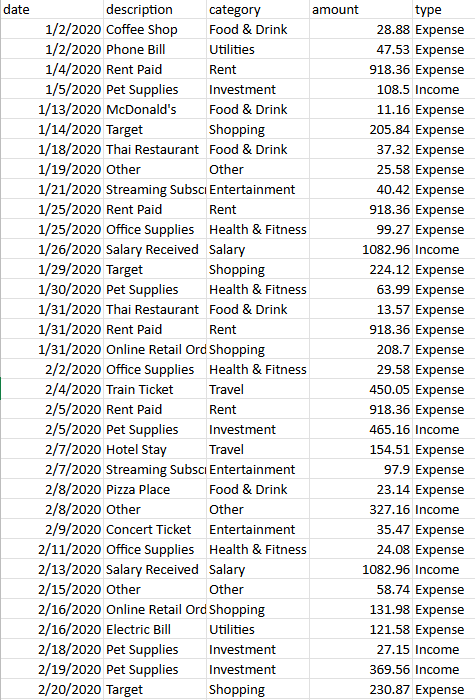 date description category amount type
1/2/2020 Coffee Shop Food & Drink 28.88 Expense
1/2/2020 Phone Bill Utilities 47.53 Expense
1/4/2020 Rent Paid Rent 918.36 Expense
1/5/2020 Pet Supplies Investment 108.5 Income
1/13/2020 McDonald's Food & Drink 11.16 Expense
1/14/2020 Target Shopping 205.84 Expense
1/18/2020 Thai Restaurant Food & Drink 37.32 Expense
1/19/2020 Other Other 25.58 Expense
1/21/2020 Streaming Subsc Entertainment 40.42 Expense
1/25/2020 Rent Paid Rent 918.36 Expense
1/25/2020 Office Supplies Health & Fitness 99.27 Expense
1/26/2020 Salary Received Salary 1082.96 Income
1/29/2020 Target Shopping 224.12 Expense
1/30/2020 Pet Supplies Health & Fitness 63.99 Expense
1/31/2020 Thai Restaurant Food & Drink 13.57 Expense
1/31/2020 Rent Paid Rent 918.36 Expense
1/31/2020 Online Retail Ord Shopping 208.7 Expense
2/2/2020 Office Supplies Health & Fitness 29.58 Expense
2/4/2020 Train Ticket Travel 450.05 Expense
2/5/2020 Rent Paid Rent 918.36 Expense
2/5/2020 Pet Supplies Investment 465.16 Income
2/7/2020 Hotel Stay Travel 154.51 Expense
2/7/2020 Streaming Subsc Entertainment 97.9 Expense
2/8/2020 Pizza Place Food & Drink 23.14 Expense
2/8/2020 Other Other 327.16 Income
2/9/2020 Concert Ticket Entertainment 35.47 Expense
2/11/2020 Office Supplies Health & Fitness 24.08 Expense
2/13/2020 Salary Received Salary 1082.96 Income
2/15/2020 Other Other 58.74 Expense
2/16/2020 Online Retail Ord Shopping 131.98 Expense
2/16/2020 Electric Bill Utilities 121.58 Expense
2/18/2020 Pet Supplies Investment 27.15 Income
2/19/2020 Pet Supplies Investment 369.56 Income
2/20/2020 Target Shopping 230.87 Expense